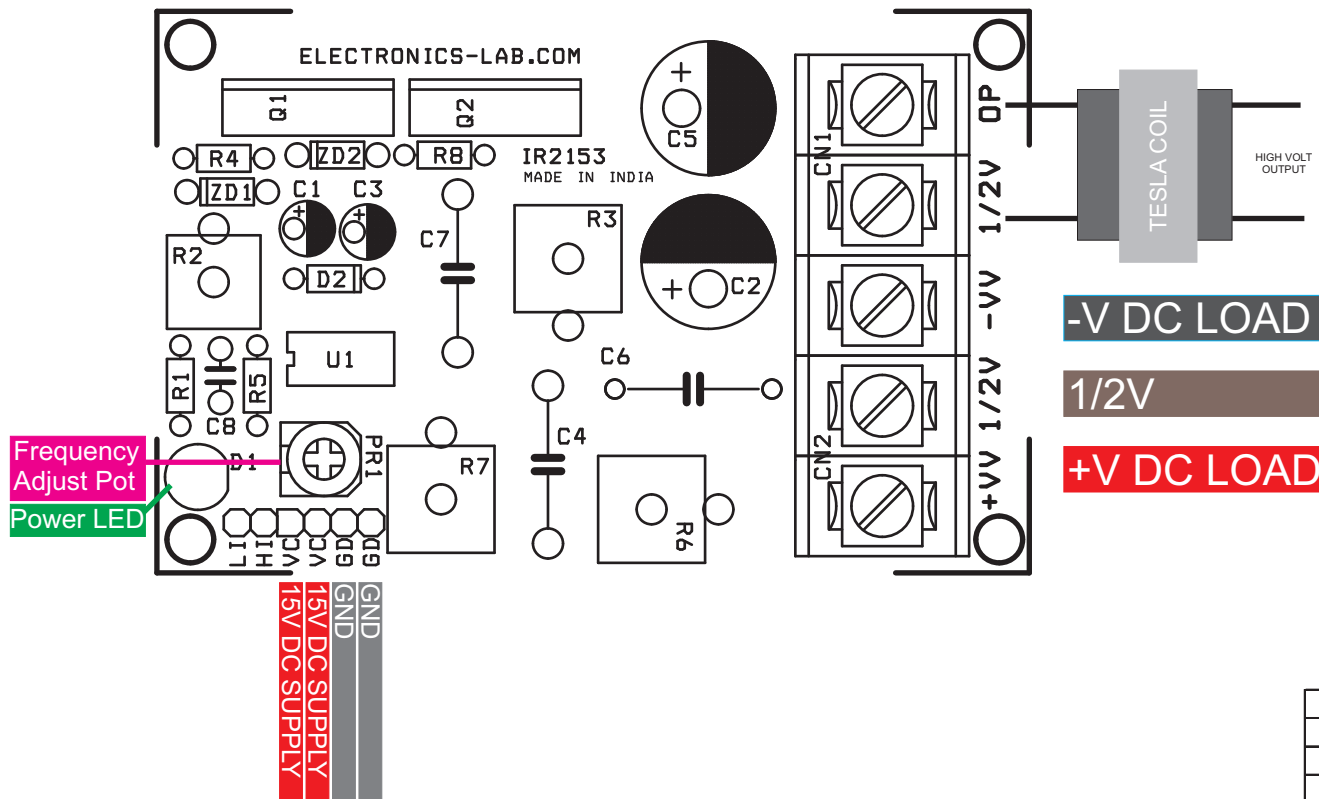 ELECTRONICS-LAB.COM
Q1
Q2
C5
OP
CN1
TESLA COIL
HIGH VOLT
OUTPUT
R4
ZD2
R8
IR2153
MADE IN INDIA
ZD1
C1
C3
1/2V
R2
C7
R3
D2
C2
-VV
-V DC LOAD
U1
C6
R1
R5
C8
1/2V
1/2V
Frequency
Adjust Pot
D1
PR1
R7
C4
CN2
+VV
+V DC LOAD
Power LED
R6
LI
HI
VC
VC
GD
GD
15V DC SUPPLY
15V DC SUPPLY
GND
GND